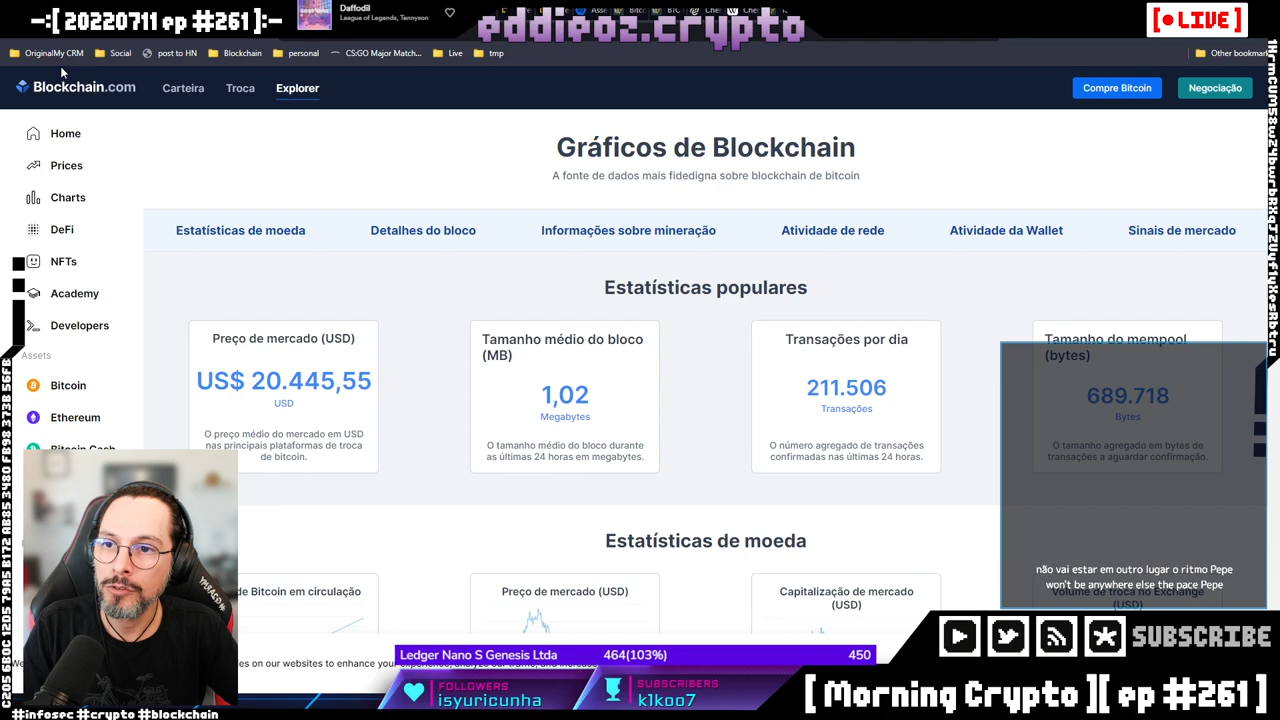 -:[ 20220711 ep #261 ]:-
Daffodil
League of Legends, Tennyson
eddieoz.crypto
[● LIVE ]
OriginalMy CRM
Social
post to HN
Blockchain
personal
CS:GO Major Match...
Live
tmp
Other bookmar
Blockchain.com
Carteira
Troca
Explorer
Compre Bitcoin
Negociação
Home
Prices
Charts
DeFi
NFTs
Academy
Developers
Assets
Bitcoin
Ethereum
Bitcoin Cash
Gráficos de Blockchain
A fonte de dados mais fidedigna sobre blockchain de bitcoin
Estatísticas de moeda
Detalhes do bloco
Informações sobre mineração
Atividade de rede
Atividade da Wallet
Sinais de mercado
Estatísticas populares
Preço de mercado (USD)
US$ 20.445,55
USD
O preço médio do mercado em USD
nas principais plataformas de troca
de bitcoin.
Tamanho médio do bloco
(MB)
1,02
Megabytes
O tamanho médio do bloco durante
as últimas 24 horas em megabytes.
Transações por dia
211.506
Transações
O número agregado de transações
confirmadas nas últimas 24 horas.
Tamanho do mempool
(bytes)
689.718
Bytes
O tamanho agregado em bytes de
transações a aguardar confirmação.
Estatísticas de moeda
de Bitcoin em circulação
Preço de mercado (USD)
Capitalização de mercado
(USD)
Volume de troca no Exchange
(USD)
não vai estar em outro lugar o ritmo Pepe
won't be anywhere else the pace Pepe
Ledger Nano S Genesis Ltda
464(103%)
450
FOLLOWERS
isyuricunha
SUBSCRIBERS
k1koo7
SUBSCRIBE
[ Morning Crypto ][ ep #261 ]
#infosec #crypto #blockchain